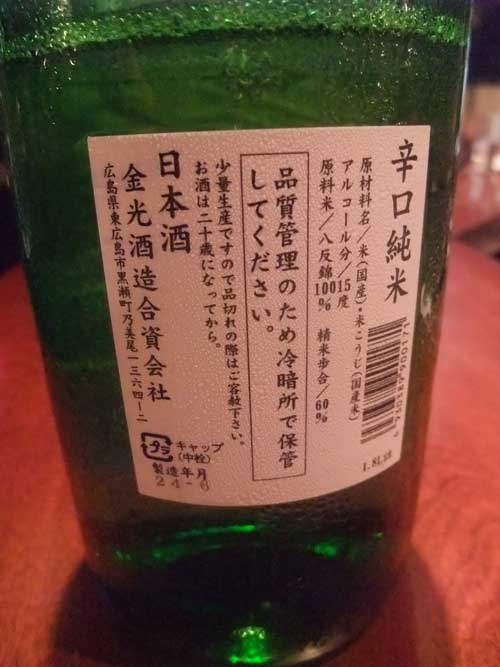 辛口純米
原材料名/米(国産)・米こうじ(国産米)
アルコール分/15度
原料米/八反錦100% 精米歩合/60%
品質管理のため冷暗所で保管
してください。
少量生産ですので品切れの際はご容赦下さい。
お酒は二十歳になってから。
日本酒
金光酒造合資会社
広島県東広島市黒瀬町乃美尾一三六四ー二
プラ
キャップ
(中栓)
製造年月
24-6
1.8L詰